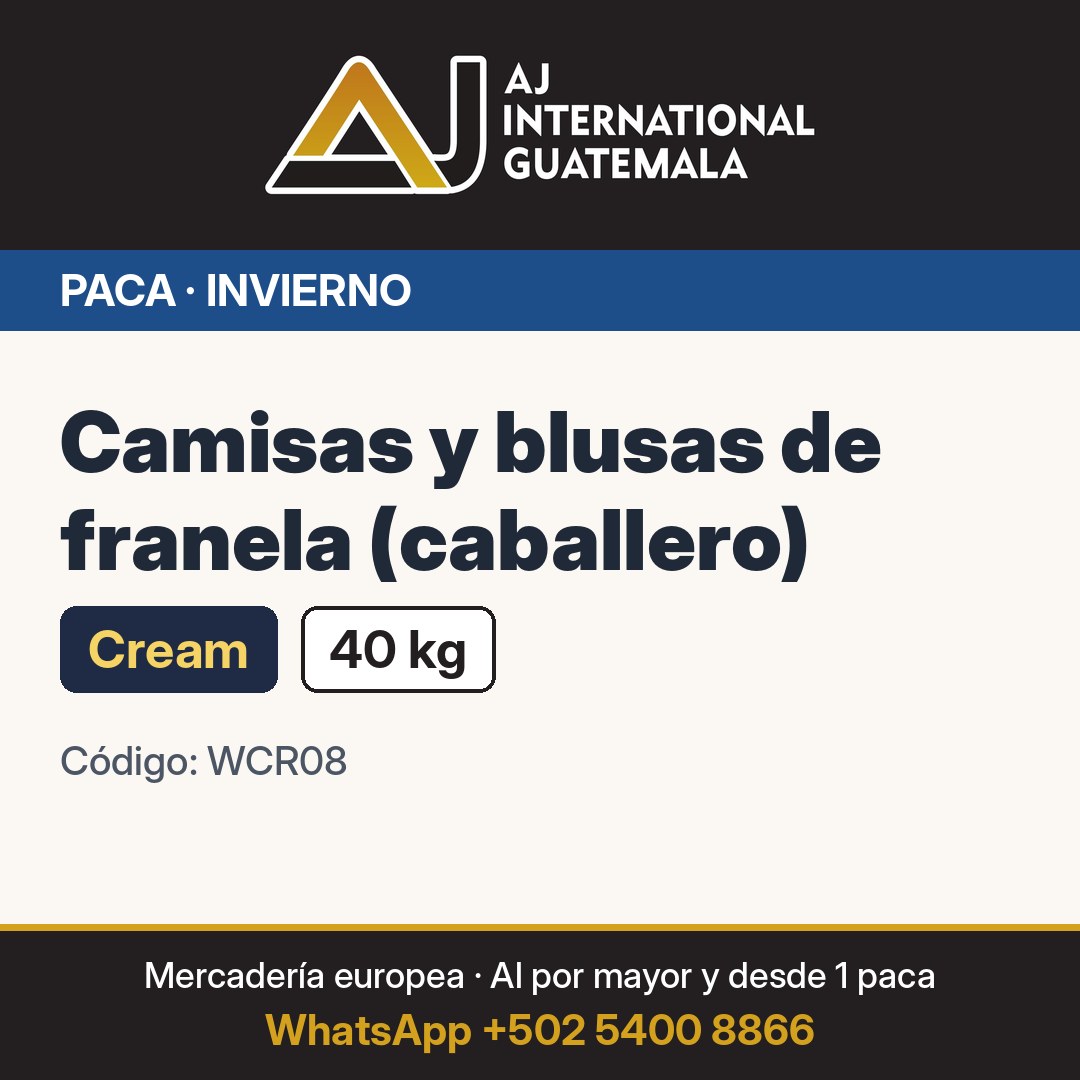 AJ
INTERNATIONAL
GUATEMALA
PACA · INVIERNO
Camisas y blusas de
franela (caballero)
Cream
40 kg
Código: WCR08
Mercadería europea · Al por mayor y desde 1 paca
WhatsApp +502 5400 8866